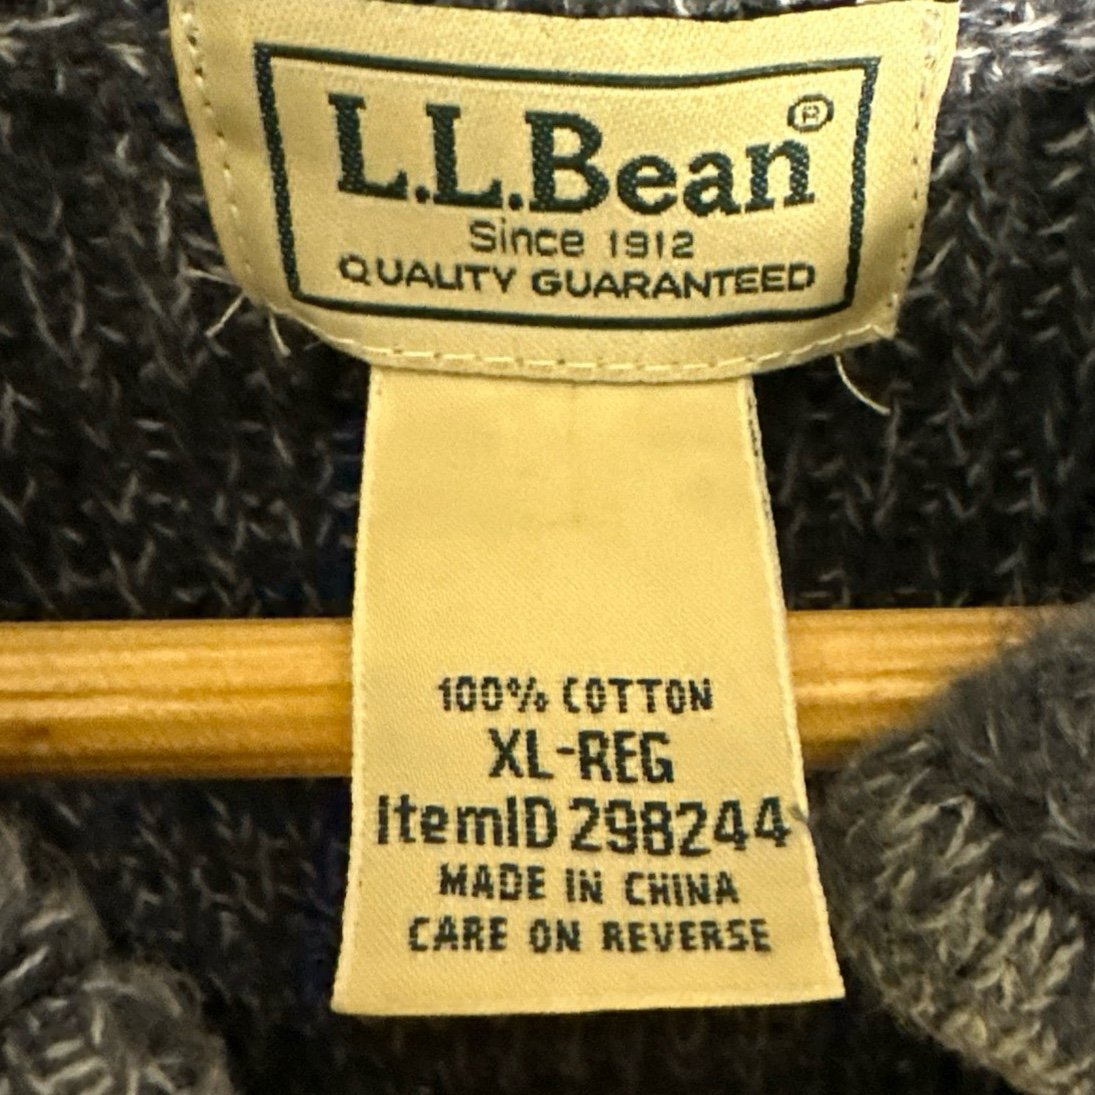 L.L.Bean®
Since 1912
QUALITY GUARANTEED
100% COTTON
XL-REG
ItemID 298244
MADE IN CHINA
CARE ON REVERSE